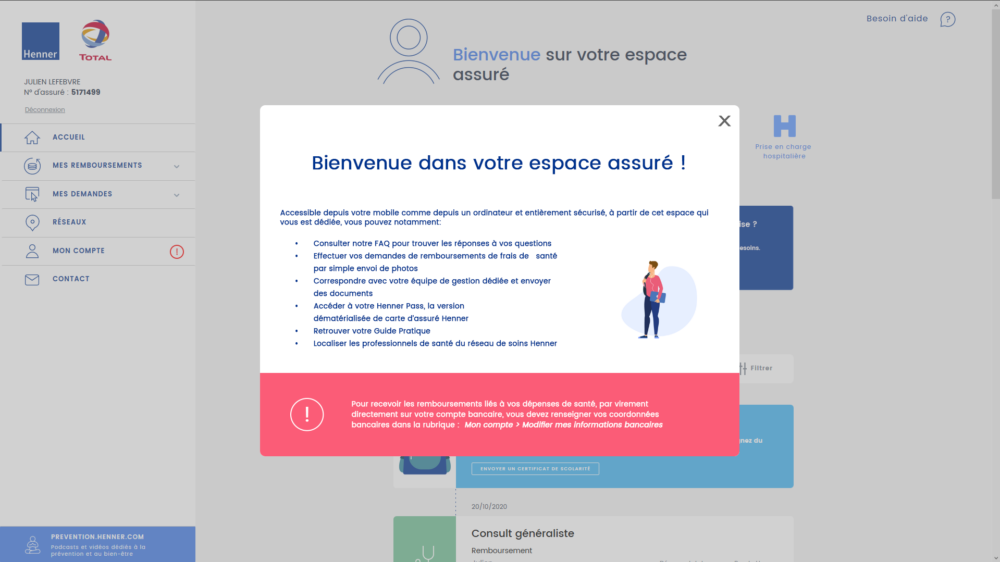 Henner
TOTAL
JULIEN LEFEBVRE
N° d'assuré : 5171499
Déconnexion
ACCUEIL
MES REMBOURSEMENTS
MES DEMANDES
RÉSEAUX
MON COMPTE
!
CONTACT
PREVENTION.HENNER.COM
Podcasts et vidéos dédiés à la
prévention et au bien-être
Besoin d'aide
?
Bienvenue sur votre espace
assuré
Prise en charge
hospitalière
X
Bienvenue dans votre espace assuré !
Accessible depuis votre mobile comme depuis un ordinateur et entièrement sécurisé, à partir de cet espace qui
vous est dédiée, vous pouvez notamment:
• Consulter notre FAQ pour trouver les réponses à vos questions
• Effectuer vos demandes de remboursements de frais de santé
par simple envoi de photos
• Correspondre avec votre équipe de gestion dédiée et envoyer
des documents
• Accéder à votre Henner Pass, la version
dématérialisée de carte d'assuré Henner
• Retrouver votre Guide Pratique
• Localiser les professionnels de santé du réseau de soins Henner
!
Pour recevoir les remboursements liés à vos dépenses de santé, par virement
directement sur votre compte bancaire, vous devez renseigner vos coordonnées
bancaires dans la rubrique : Mon compte > Modifier mes informations bancaires
ise ?
esoins.
Filtrer
gnez du
ENVOYER UN CERTIFICAT DE SCOLARITÉ
20/10/2020
Consult généraliste
Remboursement